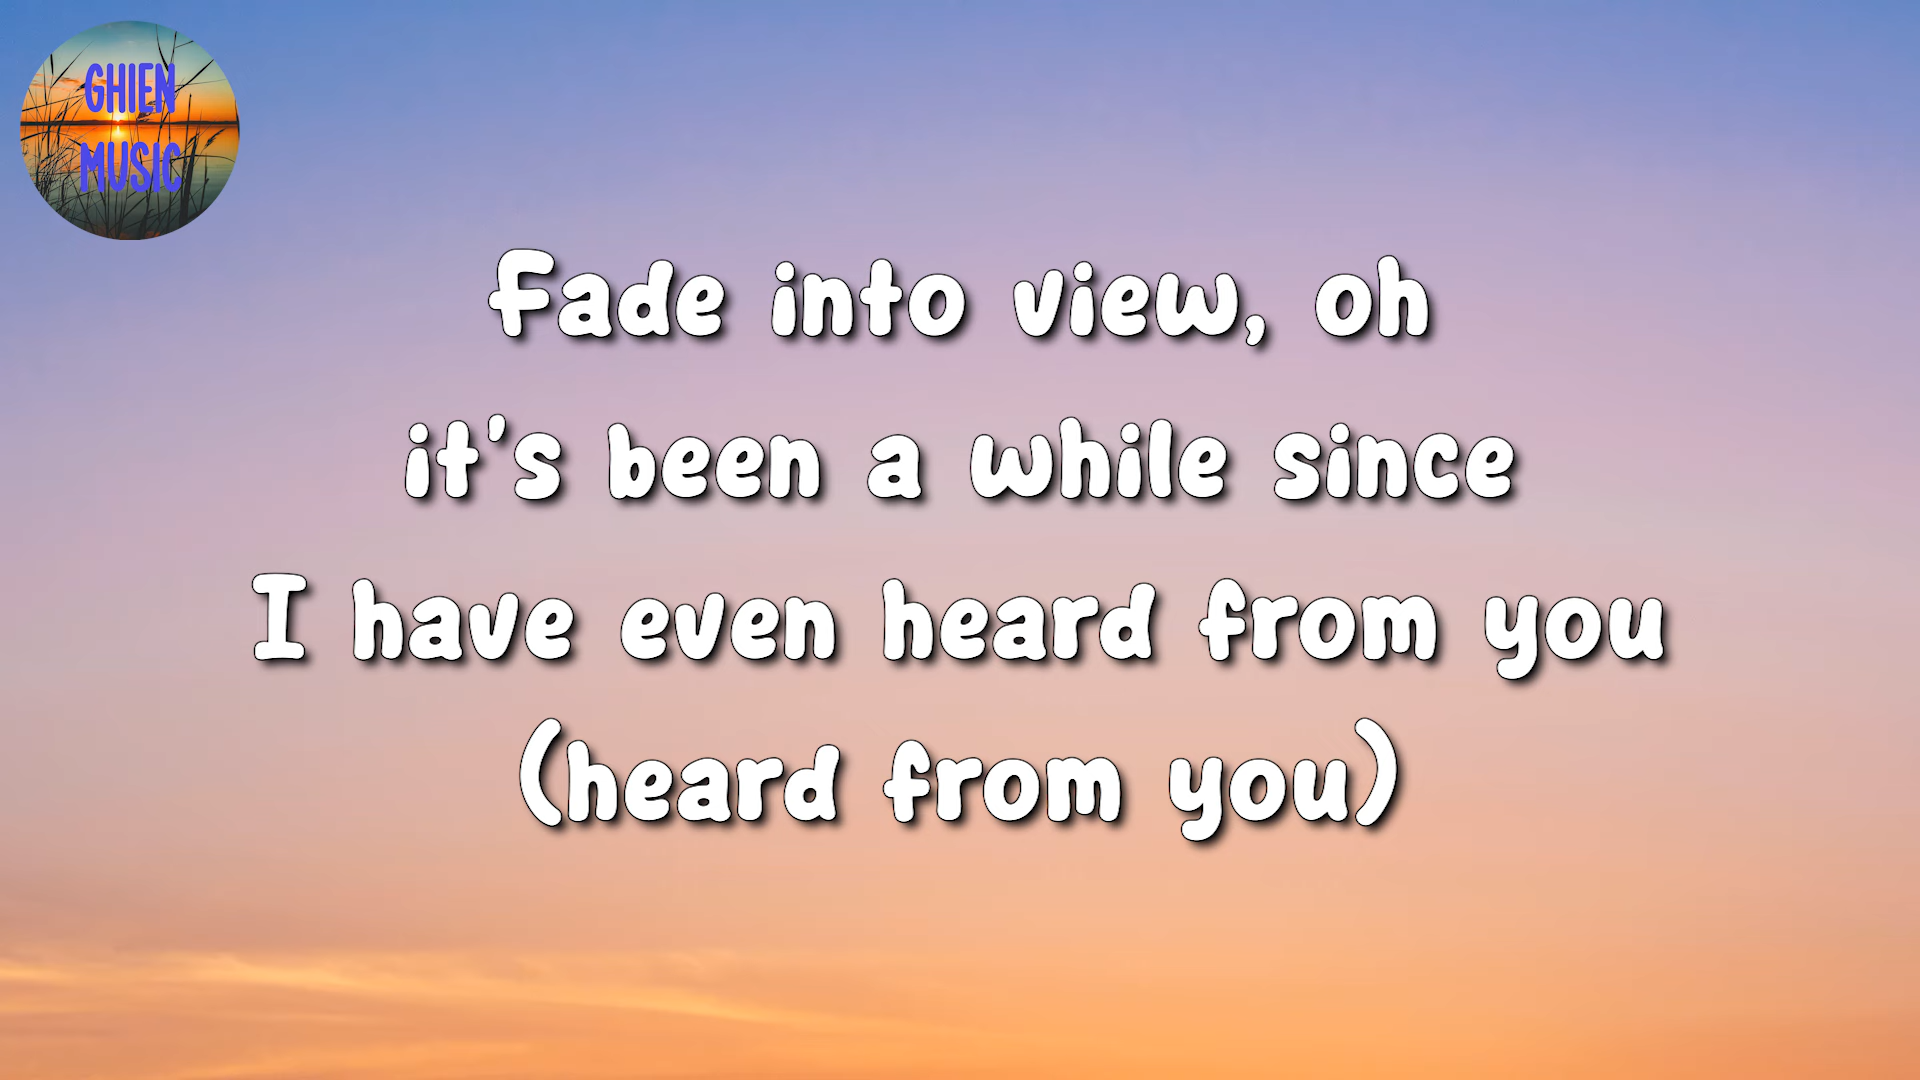 GHIEN
MUSIC
Fade into view, oh
it's been a while since
I have even heard from you
(heard from you)